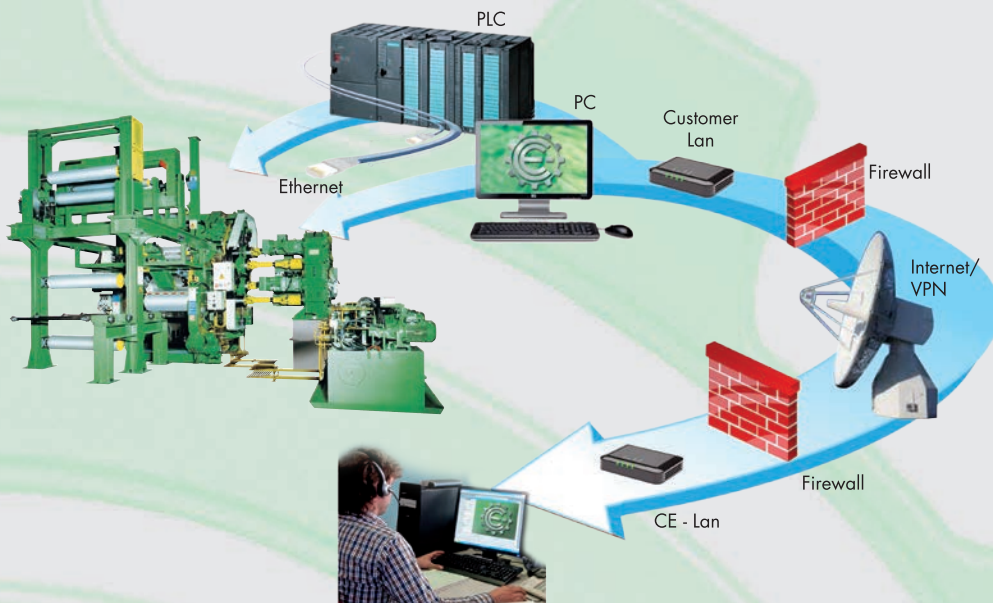 PLC
PC
Customer
Lan
Firewall
Ethernet
Internet/
VPN
Firewall
CE - Lan